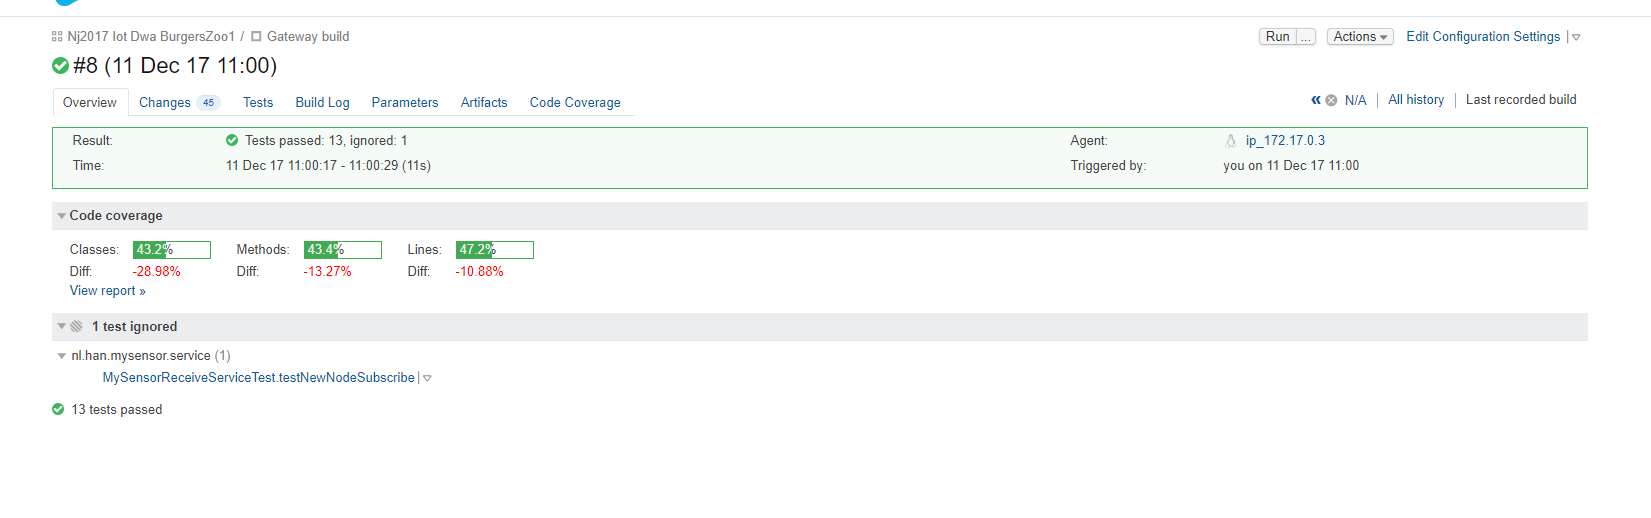 Nj2017 Iot Dwa BurgersZoo1 / Gateway build
Run ... Actions Edit Configuration Settings
#8 (11 Dec 17 11:00)
Overview Changes 45 Tests Build Log Parameters Artifacts Code Coverage
« N/A All history Last recorded build
Result: Tests passed: 13, ignored: 1 Agent: ip_172.17.0.3
Time: 11 Dec 17 11:00:17 - 11:00:29 (11s) Triggered by: you on 11 Dec 17 11:00
Code coverage
Classes: 43.2% Methods: 43.4% Lines: 47.2%
Diff: -28.98% Diff: -13.27% Diff: -10.88%
View report »
1 test ignored
nl.han.mysensor.service (1)
MySensorReceiveServiceTest.testNewNodeSubscribe
13 tests passed